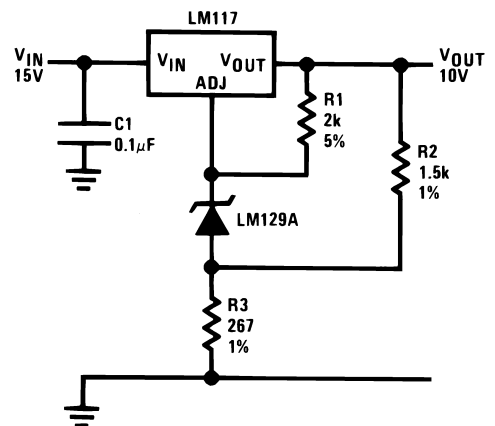 LM117
VIN
15V
VIN
VOUT
ADJ
VOUT
10V
C1
0.1μF
R1
2k
5%
R2
1.5k
1%
LM129A
R3
267
1%